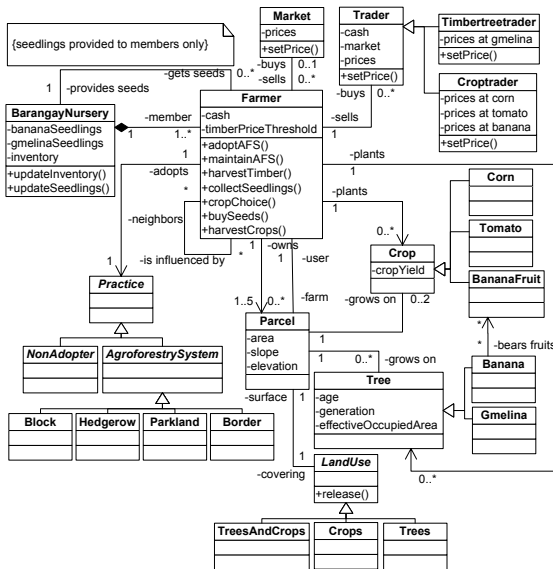 {seedlings provided to members only}
Market
-prices
+setPrice()
Trader
-cash
-market
-prices
+setPrice()
Timbertreetrader
-prices at gmelina
+setPrice()
Croptrader
-prices at corn
-prices at tomato
-prices at banana
+setPrice()
-buys
0..1
-sells
0..*
-buys
0..*
-sells
1
-gets seeds
0..*
1
-provides seeds
BarangayNursery
-bananaSeedlings
-gmelinaSeedlings
-inventory
+updateInventory()
+updateSeedlings()
-member
1
1..*
Farmer
-cash
-timberPriceThreshold
+adoptAFS()
+maintainAFS()
+harvestTimber()
+collectSeedlings()
+cropChoice()
+buySeeds()
+harvestCrops()
1
-adopts
*
-neighbors
-is influenced by
*
1
-plants
1
-plants
1
Corn
Tomato
BananaFruit
0..*
Crop
-cropYield
-grows on
0..2
*
*
-bears fruits
Practice
NonAdopter
AgroforestrySystem
Block
Hedgerow
Parkland
Border
-owns
1
1
-user
1..5
0..*
-farm
Parcel
-area
-slope
-elevation
1
1
0..*
-grows on
-surface
1
Tree
-age
-generation
-effectiveOccupiedArea
Banana
Gmelina
0..*
1
-covering
LandUse
+release()
TreesAndCrops
Crops
Trees